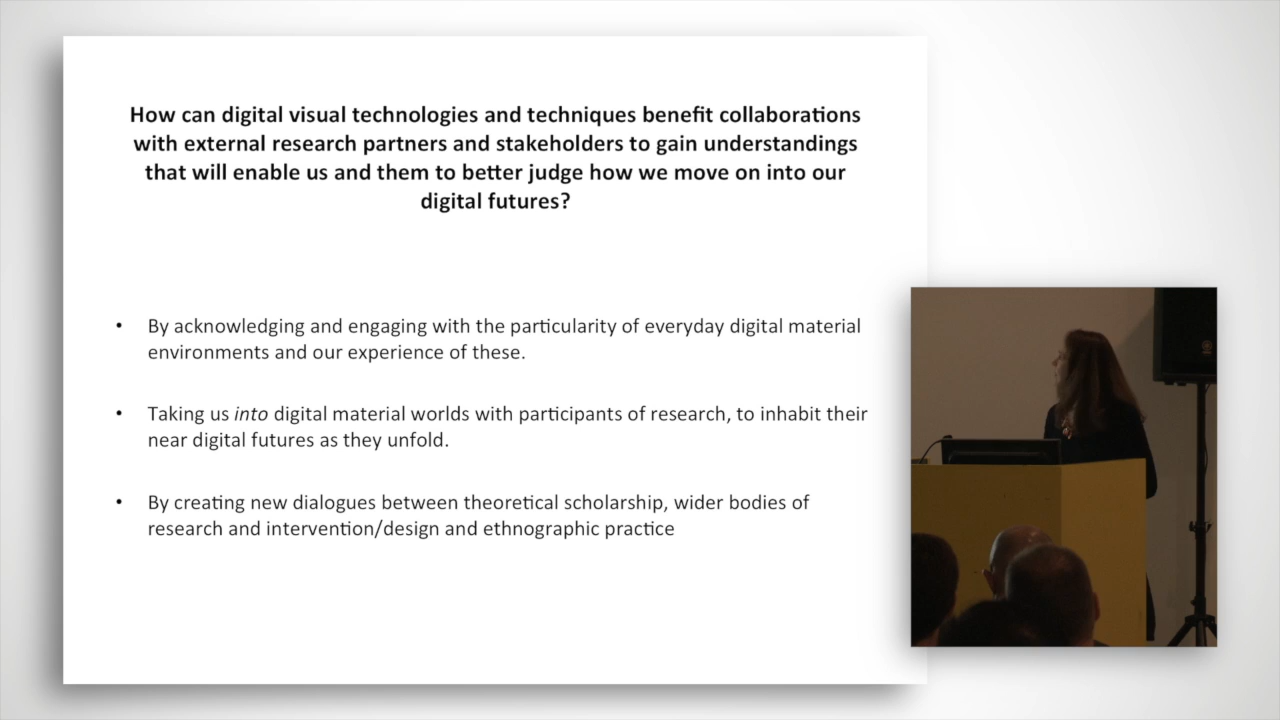 How can digital visual technologies and techniques benefit collaborations
with external research partners and stakeholders to gain understandings
that will enable us and them to better judge how we move on into our
digital futures?
• By acknowledging and engaging with the particularity of everyday digital material
environments and our experience of these.
• Taking us into digital material worlds with participants of research, to inhabit their
near digital futures as they unfold.
• By creating new dialogues between theoretical scholarship, wider bodies of
research and intervention/design and ethnographic practice